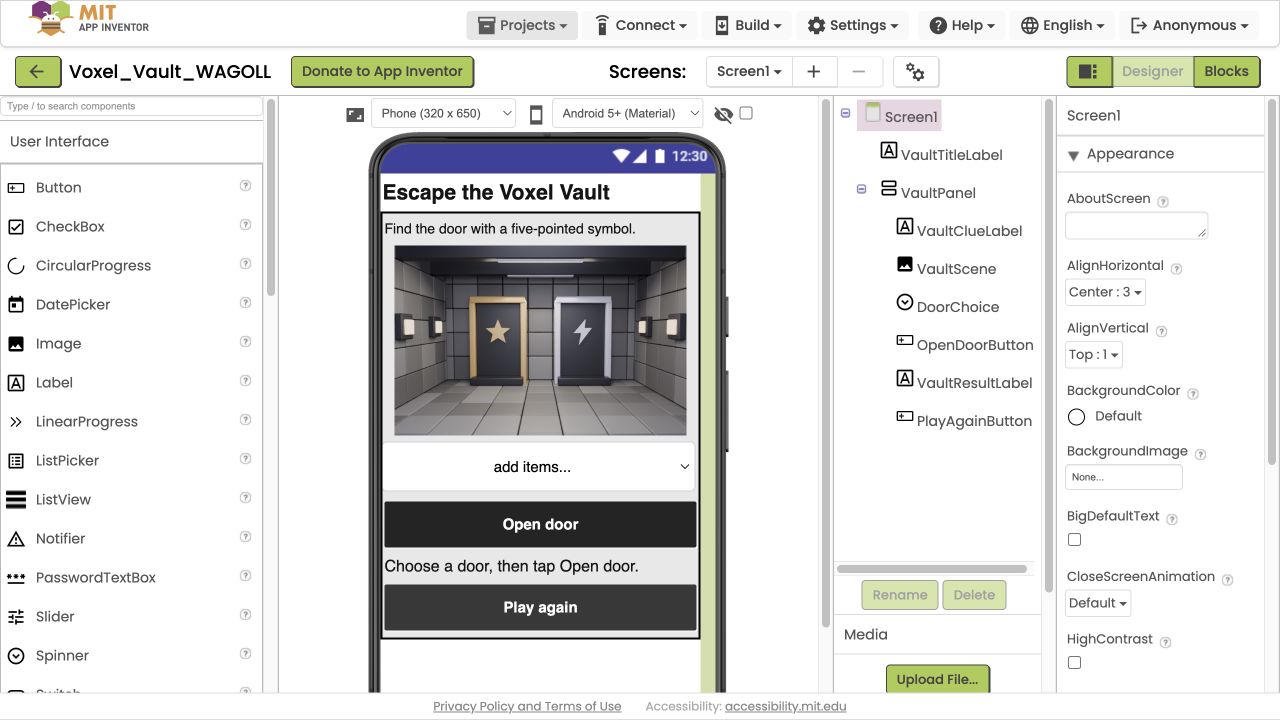 MIT
APP INVENTOR
Projects
Connect
Build
Settings
Help
English
Anonymous
Voxel_Vault_WAGOLL
Donate to App Inventor
Screens:
Screen1
Designer
Blocks
Type / to search components
User Interface
Button
CheckBox
CircularProgress
DatePicker
Image
Label
LinearProgress
ListPicker
ListView
Notifier
PasswordTextBox
Slider
Spinner
Switch
Phone (320 x 650)
Android 5+ (Material)
12:30
Escape the Voxel Vault
Find the door with a five-pointed symbol.
add items...
Open door
Choose a door, then tap Open door.
Play again
Screen1
VaultTitleLabel
VaultPanel
VaultClueLabel
VaultScene
DoorChoice
OpenDoorButton
VaultResultLabel
PlayAgainButton
Rename
Delete
Media
Upload File...
Screen1
Appearance
AboutScreen
AlignHorizontal
Center : 3
AlignVertical
Top : 1
BackgroundColor
Default
BackgroundImage
None...
BigDefaultText
CloseScreenAnimation
Default
HighContrast
Privacy Policy and Terms of Use
Accessibility: accessibility.mit.edu